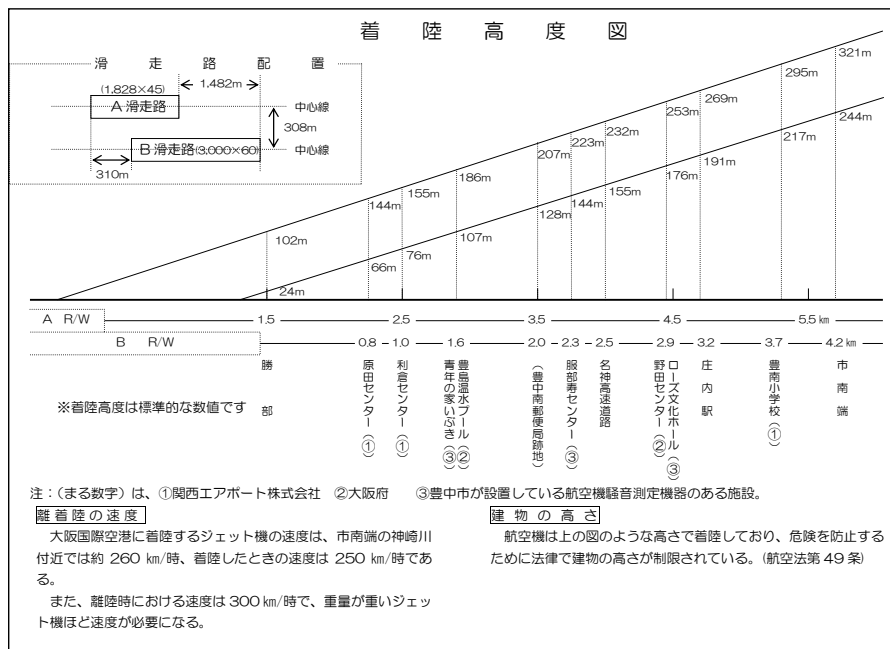 着陸高度図
滑走路配置
(1,828×45)
1,482m
A 滑走路
中心線
308m
B 滑走路(3,000×60)
中心線
310m
321m
295m
269m
253m
232m
223m
207m
186m
155m
144m
102m
244m
217m
191m
176m
155m
144m
128m
107m
76m
66m
24m
A R/W
1.5
2.5
3.5
4.5
5.5 km
B R/W
0.8
1.0
1.6
2.0
2.3
2.5
2.9
3.2
3.7
4.2 km
勝部
原田センター(①)
利倉センター(①)
青年の家いぶき(③)
豊島温水プール(②)
(豊中南郵便局跡地)
服部寿センター(③)
名神高速道路
野田センター(②)
ローズ文化ホール(③)
庄内駅
豊南小学校(①)
市南端
※着陸高度は標準的な数値です
注：(まる数字）は、①関西エアポート株式会社 ②大阪府 ③豊中市が設置している航空機騒音測定機器のある施設。
離着陸の速度
大阪国際空港に着陸するジェット機の速度は、市南端の神崎川
付近では約 260 km/時、着陸したときの速度は 250 km/時であ
る。
また、離陸時における速度は 300 km/時で、重量が重いジェッ
ト機ほど速度が必要になる。
建物の高さ
航空機は上の図のような高さで着陸しており、危険を防止する
ために法律で建物の高さが制限されている。(航空法第 49 条)